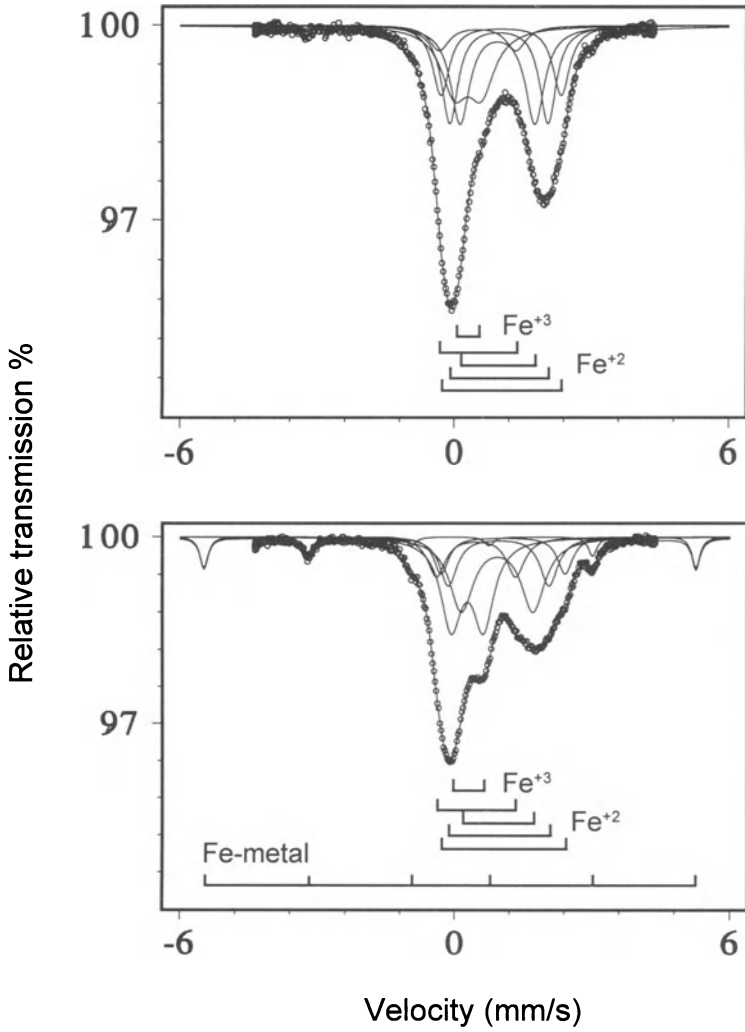 100
97
Fe+3
Fe+2
-6 0 6
Relative transmission %
100
97
Fe+3
Fe+2
Fe-metal
-6 0 6
Velocity (mm/s)